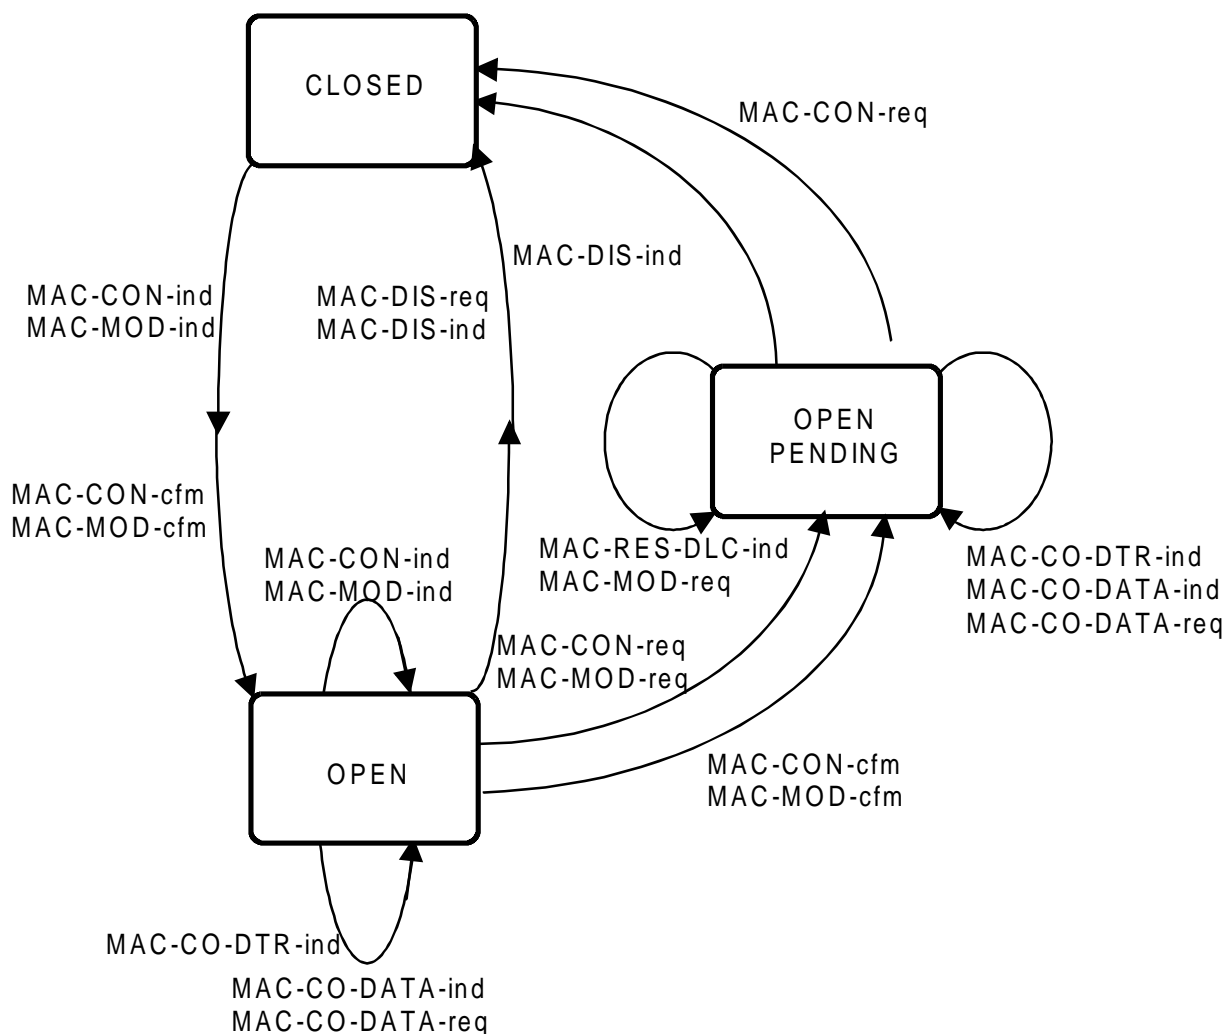 CLOSED
MAC-CON-req
MAC-DIS-ind
MAC-CON-ind
MAC-MOD-ind
MAC-DIS-req
MAC-DIS-ind
OPEN
PENDING
MAC-CON-cfm
MAC-MOD-cfm
MAC-CON-ind
MAC-MOD-ind
MAC-RES-DLC-ind
MAC-MOD-req
MAC-CO-DTR-ind
MAC-CO-DATA-ind
MAC-CO-DATA-req
MAC-CON-req
MAC-MOD-req
OPEN
MAC-CON-cfm
MAC-MOD-cfm
MAC-CO-DTR-ind
MAC-CO-DATA-ind
MAC-CO-DATA-req